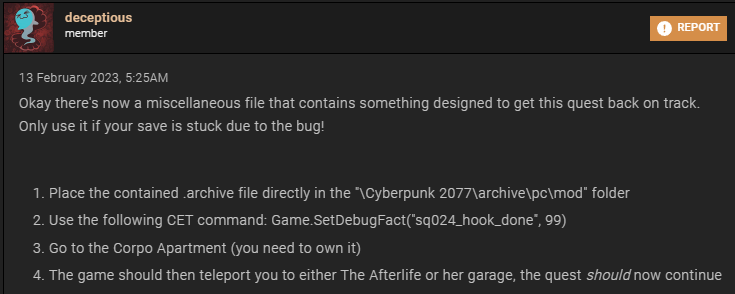 deceptious
member
REPORT
13 February 2023, 5:25AM
Okay there's now a miscellaneous file that contains something designed to get this quest back on track.
Only use it if your save is stuck due to the bug!
1. Place the contained .archive file directly in the "\Cyberpunk 2077\archive\pc\mod" folder
2. Use the following CET command: Game.SetDebugFact("sq024_hook_done", 99)
3. Go to the Corpo Apartment (you need to own it)
4. The game should then teleport you to either The Afterlife or her garage, the quest should now continue